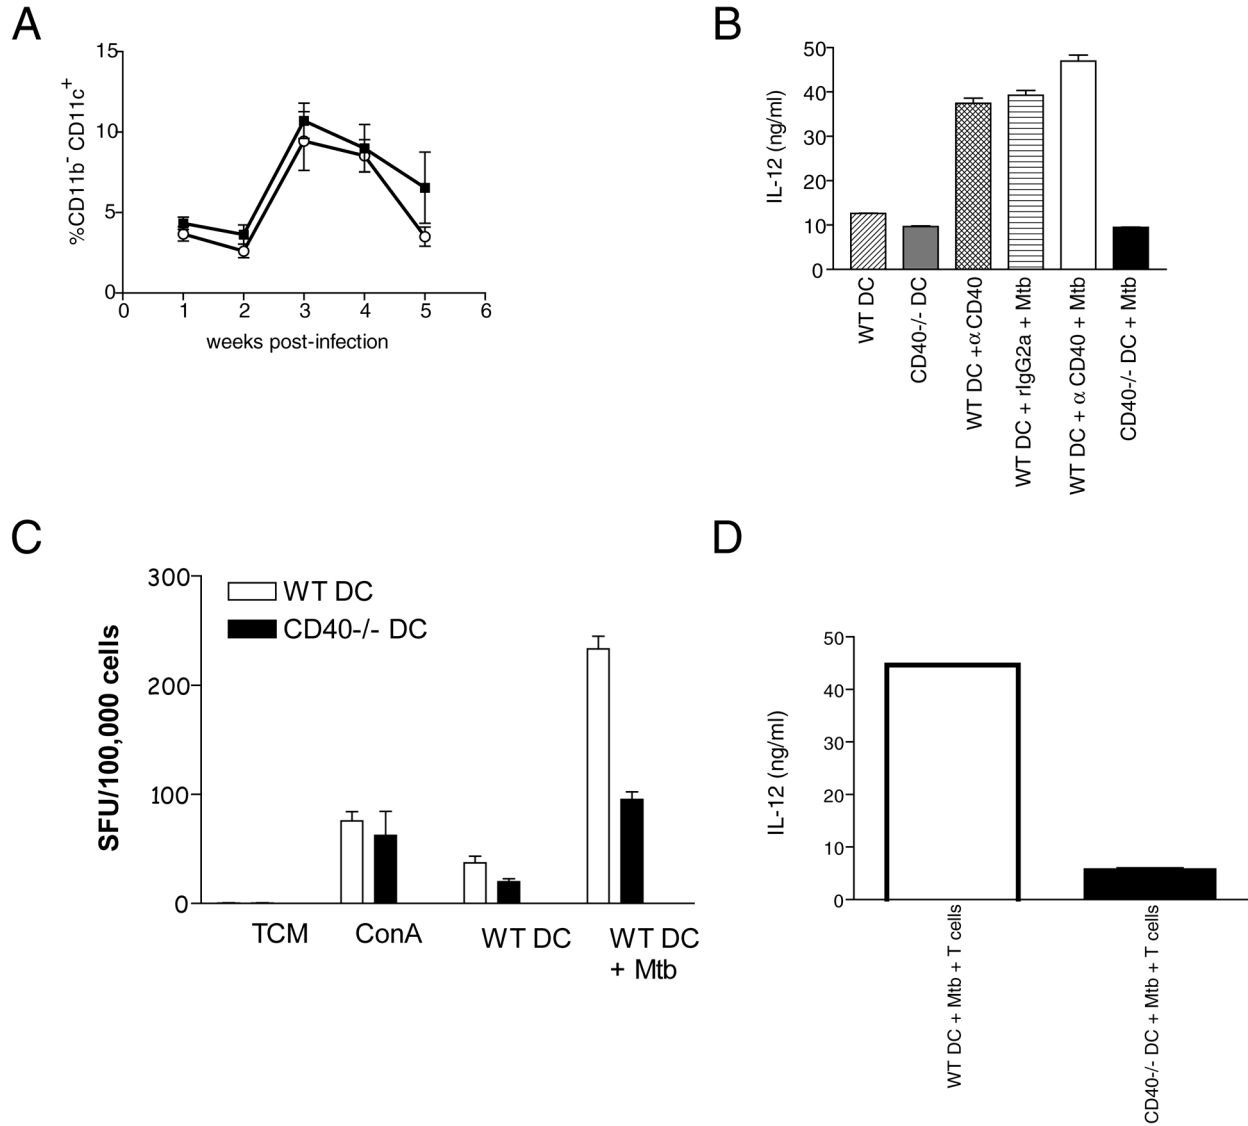 A
15
10
5
0
%CD11b- CD11c+
0 1 2 3 4 5 6
weeks post-infection
B
50
40
30
20
10
0
IL-12 (ng/ml)
WT DC
CD40-/- DC
WT DC +α CD40
WT DC + rIgG2a + Mtb
WT DC + α CD40 + Mtb
CD40-/- DC + Mtb
C
300
200
100
0
SFU/100,000 cells
WT DC
CD40-/- DC
TCM ConA WT DC WT DC
+ Mtb
D
50
40
30
20
10
0
IL-12 (ng/ml)
WT DC + Mtb + T cells
CD40-/- DC + Mtb + T cells